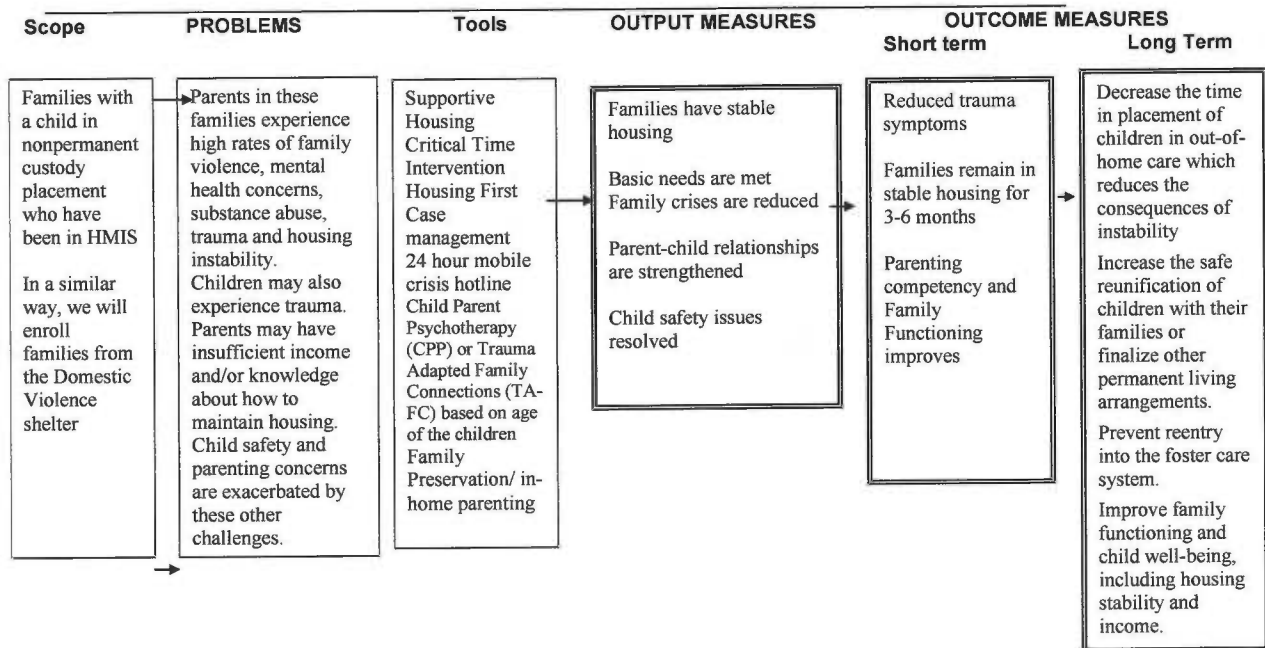 Scope
PROBLEMS
Tools
OUTPUT MEASURES
OUTCOME MEASURES
Short term
Long Term
Families with
a child in
nonpermanent
custody
placement
who have
been in HMIS
In a similar
way, we will
enroll
families from
the Domestic
Violence
shelter
Parents in these
families experience
high rates of family
violence, mental
health concerns,
substance abuse,
trauma and housing
instability.
Children may also
experience trauma.
Parents may have
insufficient income
and/or knowledge
about how to
maintain housing.
Child safety and
parenting concerns
are exacerbated by
these other
challenges.
Supportive
Housing
Critical Time
Intervention
Housing First
Case
management
24 hour mobile
crisis hotline
Child Parent
Psychotherapy
(CPP) or Trauma
Adapted Family
Connections (TA-
FC) based on age
of the children
Family
Preservation/ in-
home parenting
Families have stable
housing
Basic needs are met
Family crises are reduced
Parent-child relationships
are strengthened
Child safety issues
resolved
Reduced trauma
symptoms
Families remain in
stable housing for
3-6 months
Parenting
competency and
Family
Functioning
improves
Decrease the time
in placement of
children in out-of-
home care which
reduces the
consequences of
instability
Increase the safe
reunification of
children with their
families or
finalize other
permanent living
arrangements.
Prevent reentry
into the foster care
system.
Improve family
functioning and
child well-being,
including housing
stability and
income.